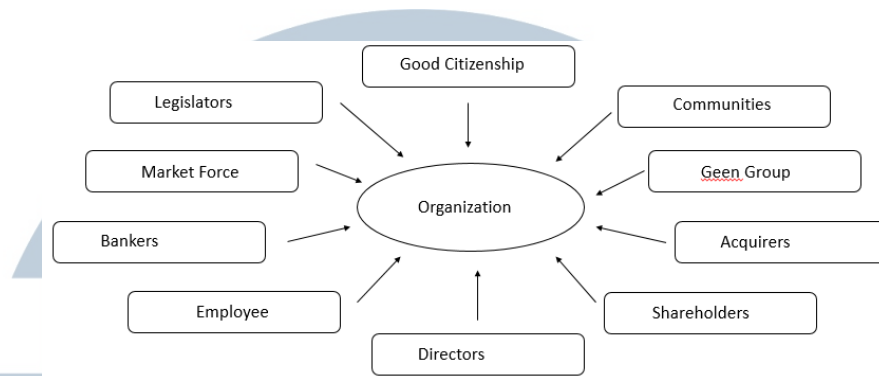 Good Citizenship
Legislators
Communities
Market Force
Geen Group
Organization
Bankers
Acquirers
Employee
Shareholders
Directors